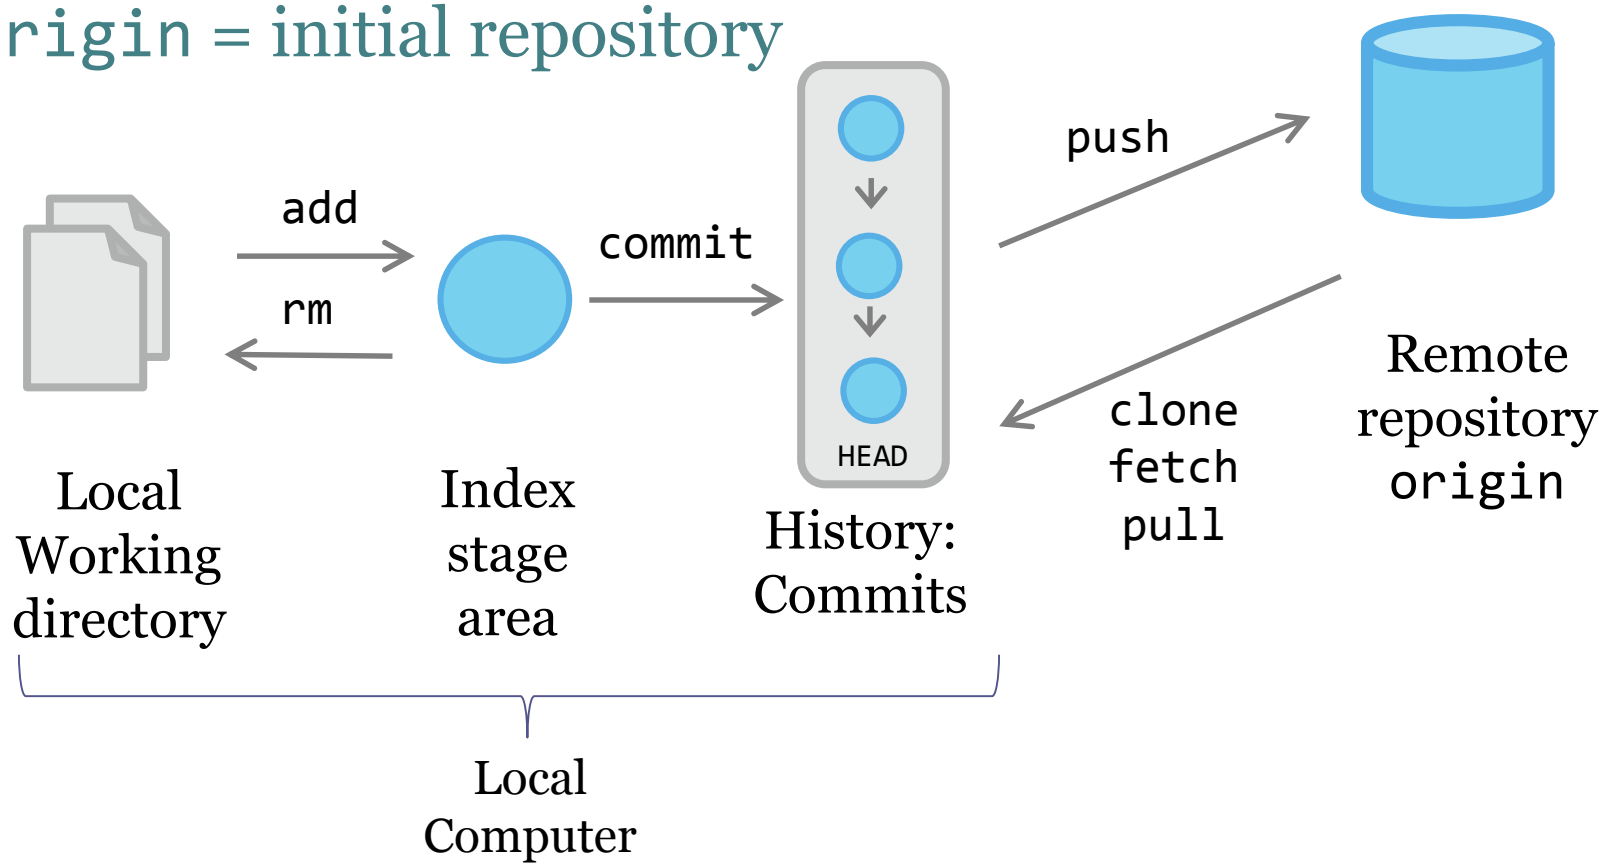 rigin = initial repository
add
rm
commit
push
clone
fetch
pull
HEAD
Local
Working
directory
Index
stage
area
History:
Commits
Remote
repository
origin
Local
Computer